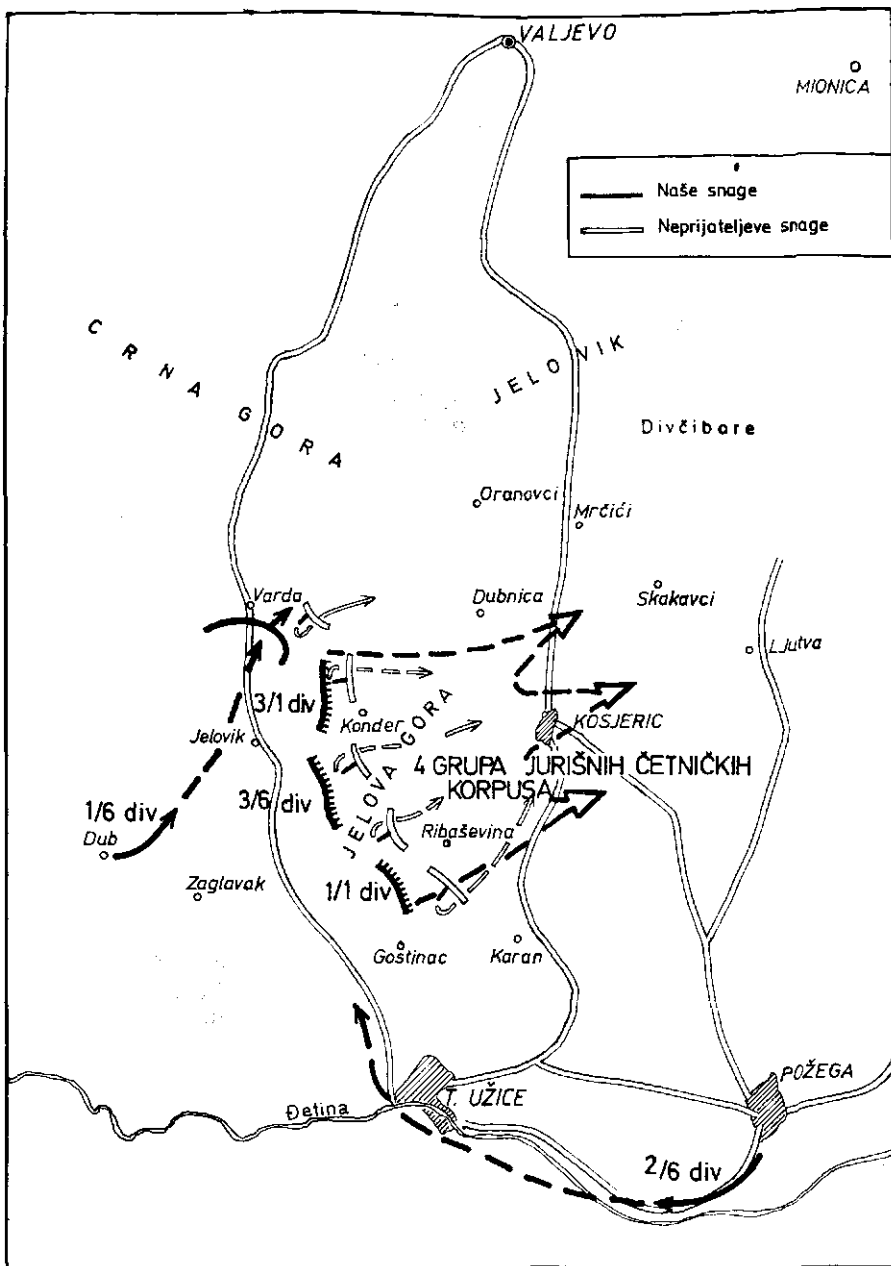 VALJEVO
MIONICA
Naše snage
Neprijateljeve snage
CRNA GORA
JELOVIK
Divčibare
Oranovci
Mrčići
Varda
Dubnica
Skakavci
LJutva
3/1 div
Konder
JELOVA GORA
KOSJERIC
Jelovik
4 GRUPA JURIŠNIH ČETNIČKIH
KORPUSA
3/6 div
1/6 div
Dub
Ribaševina
Zaglavak
1/1 div
Goštinac
Karan
POŽEGA
T. UŽICE
Đetina
2/6 div